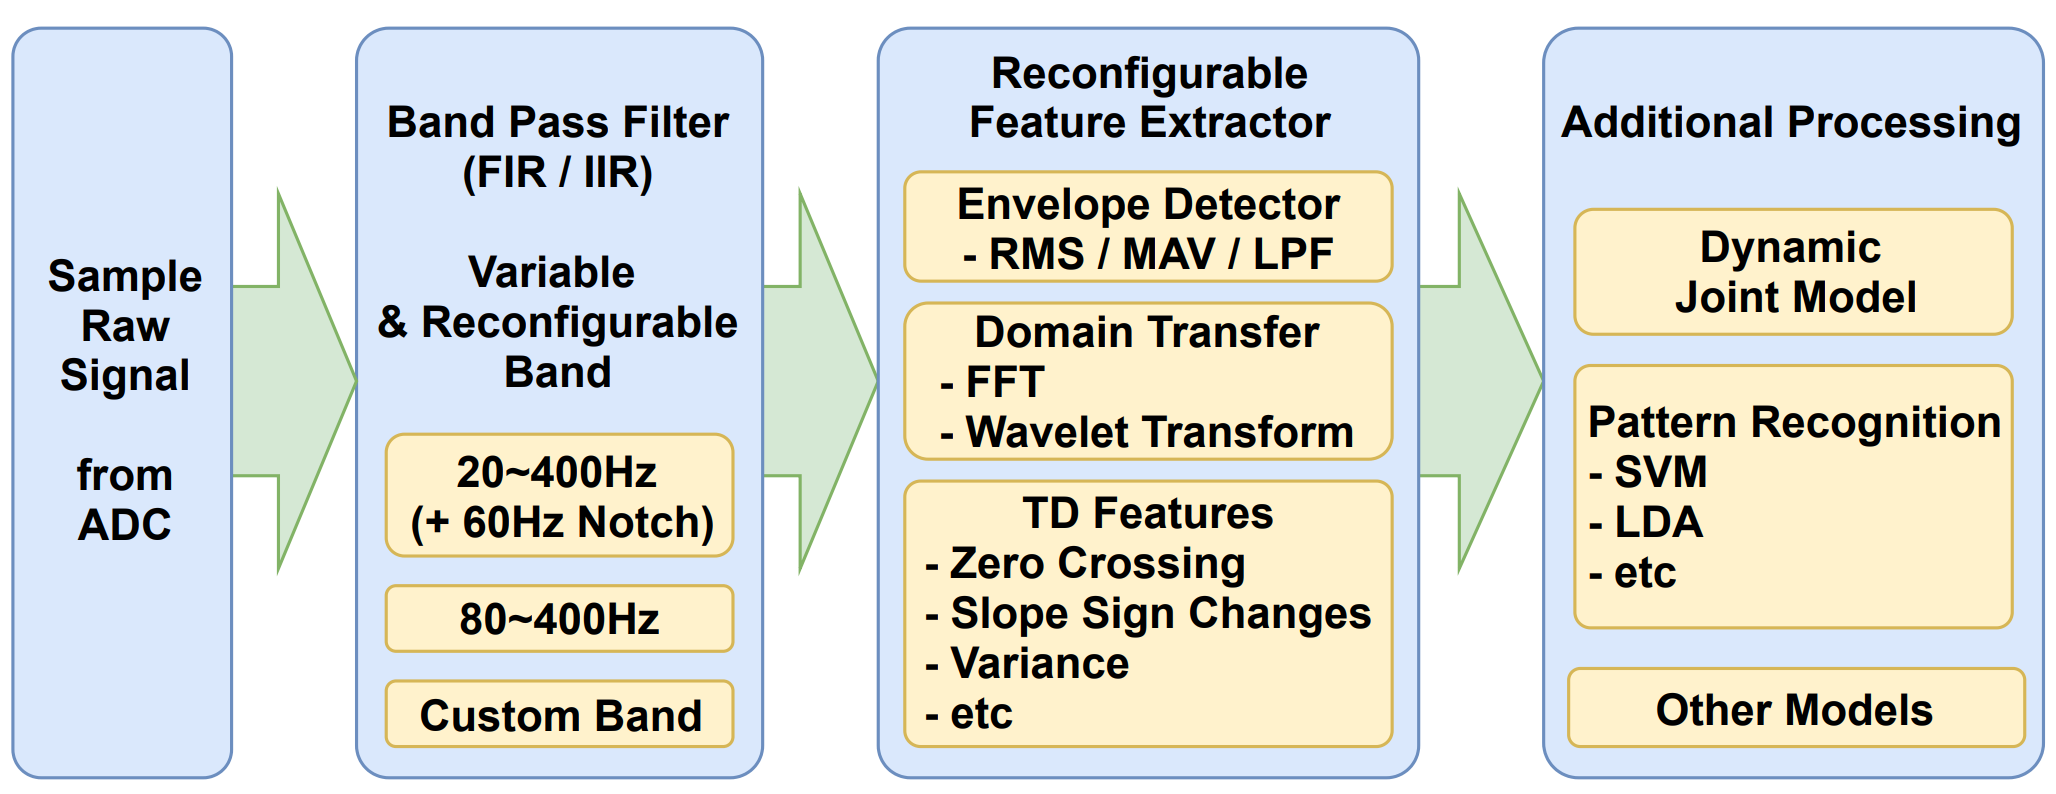 Sample
Raw
Signal
from
ADC
Band Pass Filter
(FIR / IIR)
Variable
& Reconfigurable
Band
20~400Hz
(+ 60Hz Notch)
80~400Hz
Custom Band
Reconfigurable
Feature Extractor
Envelope Detector
- RMS / MAV / LPF
Domain Transfer
- FFT
- Wavelet Transform
TD Features
- Zero Crossing
- Slope Sign Changes
- Variance
- etc
Additional Processing
Dynamic
Joint Model
Pattern Recognition
- SVM
- LDA
- etc
Other Models